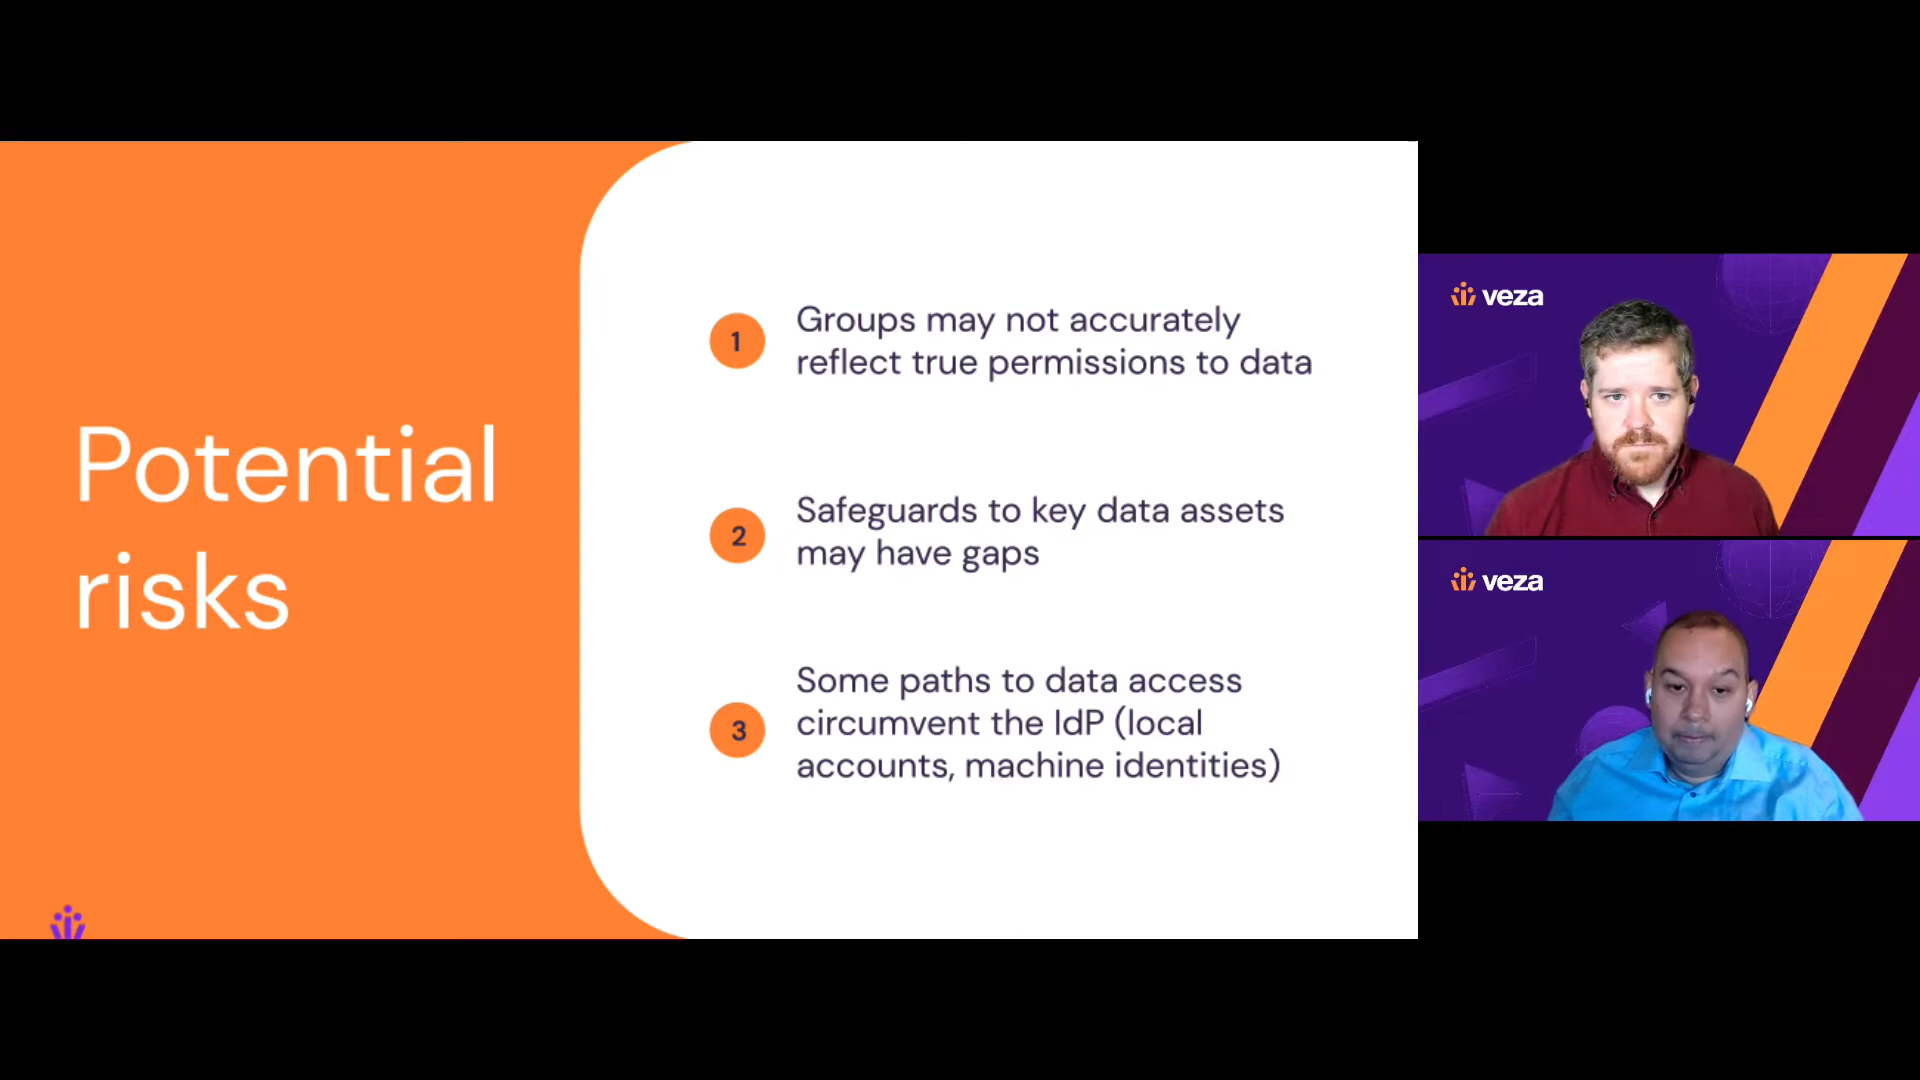 Potential
risks
1
Groups may not accurately
reflect true permissions to data
2
Safeguards to key data assets
may have gaps
3
Some paths to data access
circumvent the IdP (local
accounts, machine identities)
veza
veza